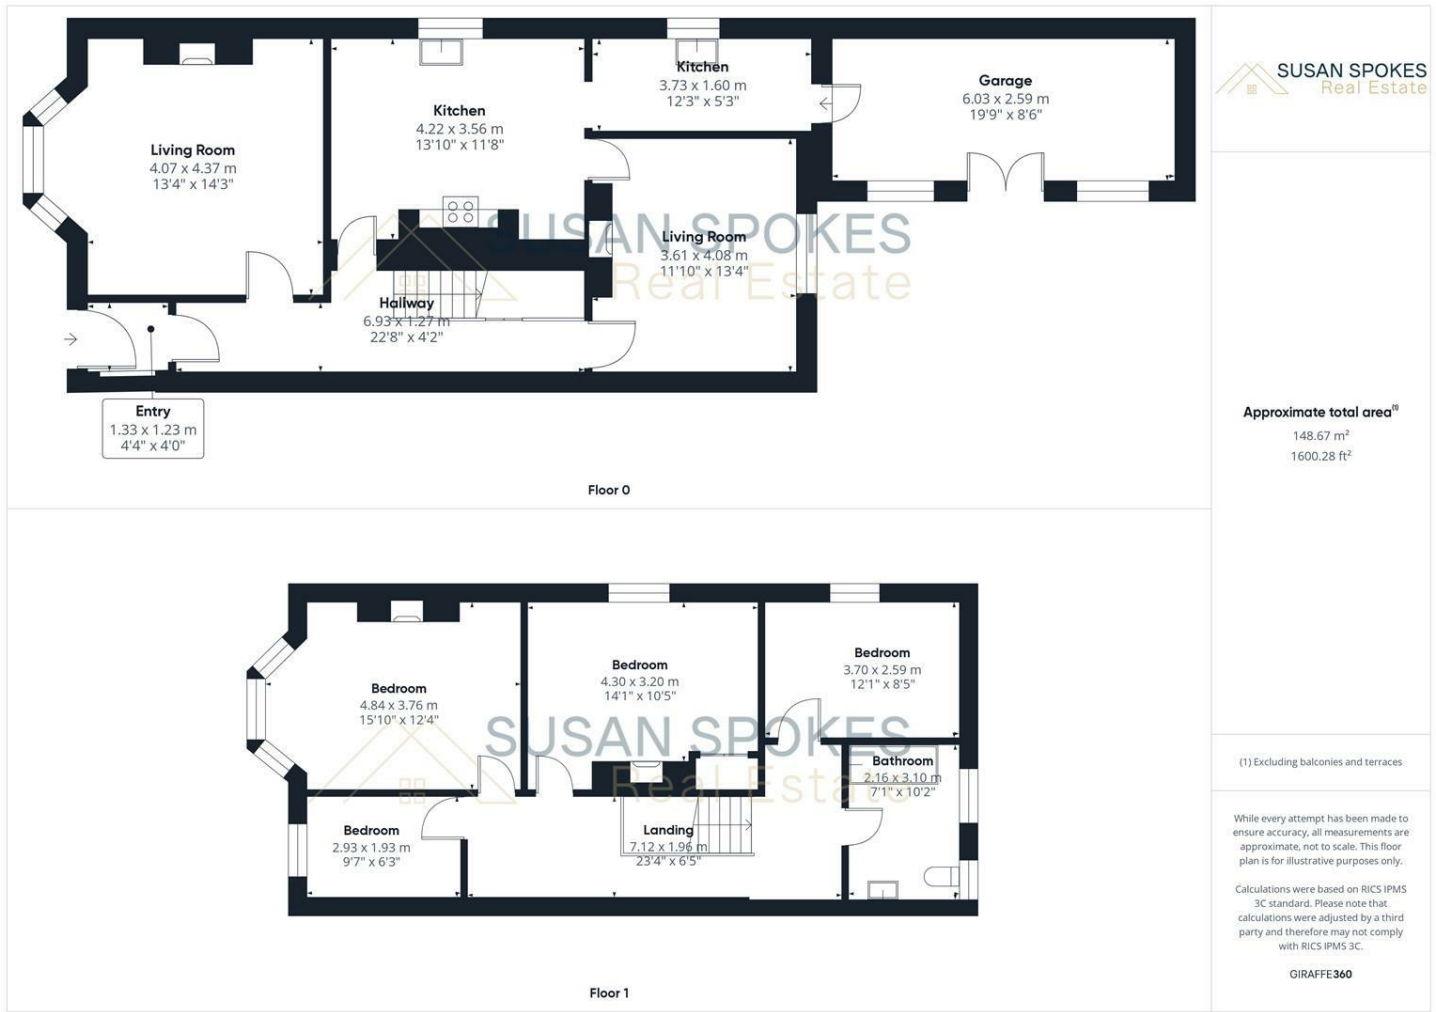 Living Room
4.07 x 4.37 m
13'4" x 14'3"
Kitchen
4.22 x 3.56 m
13'10" x 11'8"
Kitchen
3.73 x 1.60 m
12'3" x 5'3"
Garage
6.03 x 2.59 m
19'9" x 8'6"
Living Room
3.61 x 4.08 m
11'10" x 13'4"
Hallway
6.93 x 1.27 m
22'8" x 4'2"
Entry
1.33 x 1.23 m
4'4" x 4'0"
SUSAN SPOKES
Real Estate
Floor 0
Bedroom
4.84 x 3.76 m
15'10" x 12'4"
Bedroom
4.30 x 3.20 m
14'1" x 10'5"
Bedroom
3.70 x 2.59 m
12'1" x 8'5"
Bathroom
2.16 x 3.10 m
7'1" x 10'2"
Bedroom
2.93 x 1.93 m
9'7" x 6'3"
Landing
7.12 x 1.96 m
23'4" x 6'5"
SUSAN SPOKES
Real Estate
Floor 1
SUSAN SPOKES
Real Estate
Approximate total area(1)
148.67 m²
1600.28 ft²
(1) Excluding balconies and terraces
While every attempt has been made to
ensure accuracy, all measurements are
approximate, not to scale. This floor
plan is for illustrative purposes only.
Calculations were based on RICS IPMS
3C standard. Please note that
calculations were adjusted by a third
party and therefore may not comply
with RICS IPMS 3C.
GIRAFFE360